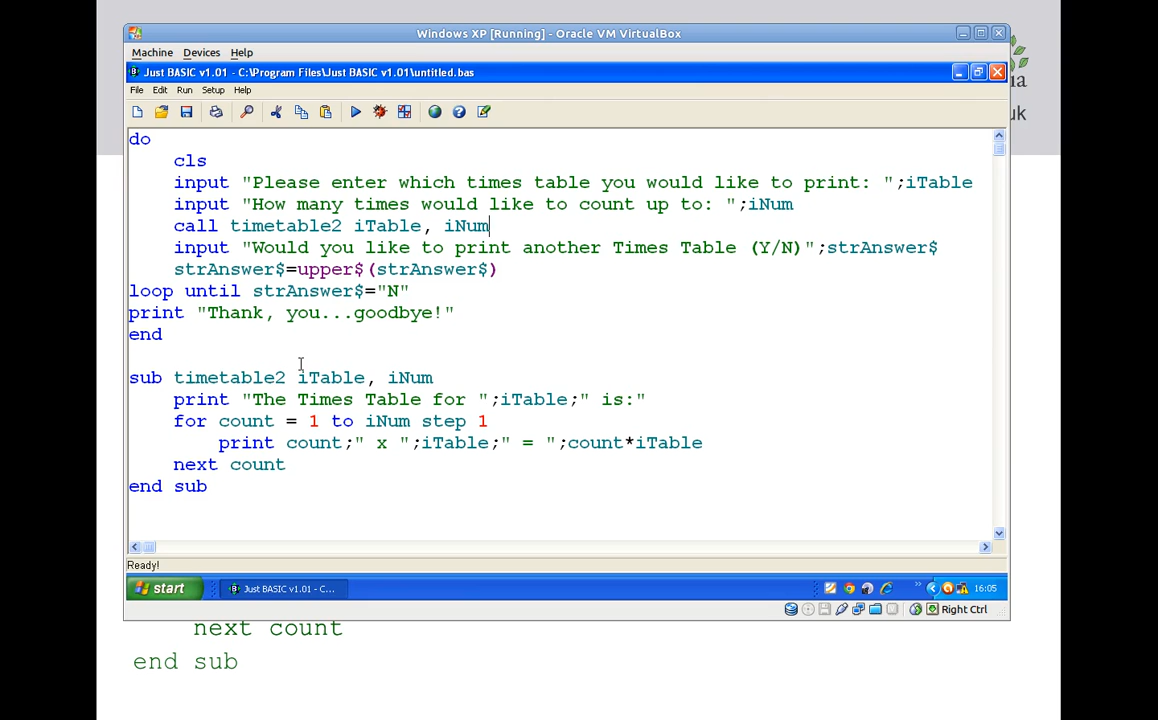 Windows XP [Running] - Oracle VM VirtualBox
Machine Devices Help
Just BASIC v1.01 - C:\Program Files\Just BASIC v1.01\untitled.bas
ia
File Edit Run Setup Help
uk
do
cls
input "Please enter which times table you would like to print: ";iTable
input "How many times would like to count up to: ";iNum
call timetable2 iTable, iNum
input "Would you like to print another Times Table (Y/N)";strAnswer$
strAnswer$=upper$(strAnswer$)
loop until strAnswer$="N"
print "Thank, you...goodbye!"
end
sub timetable2 iTable, iNum
print "The Times Table for ";iTable;" is:"
for count = 1 to iNum step 1
print count;" x ";iTable;" = ";count*iTable
next count
end sub
Ready!
start Just BASIC v1.01 - C... 16:05
Right Ctrl
next count
end sub